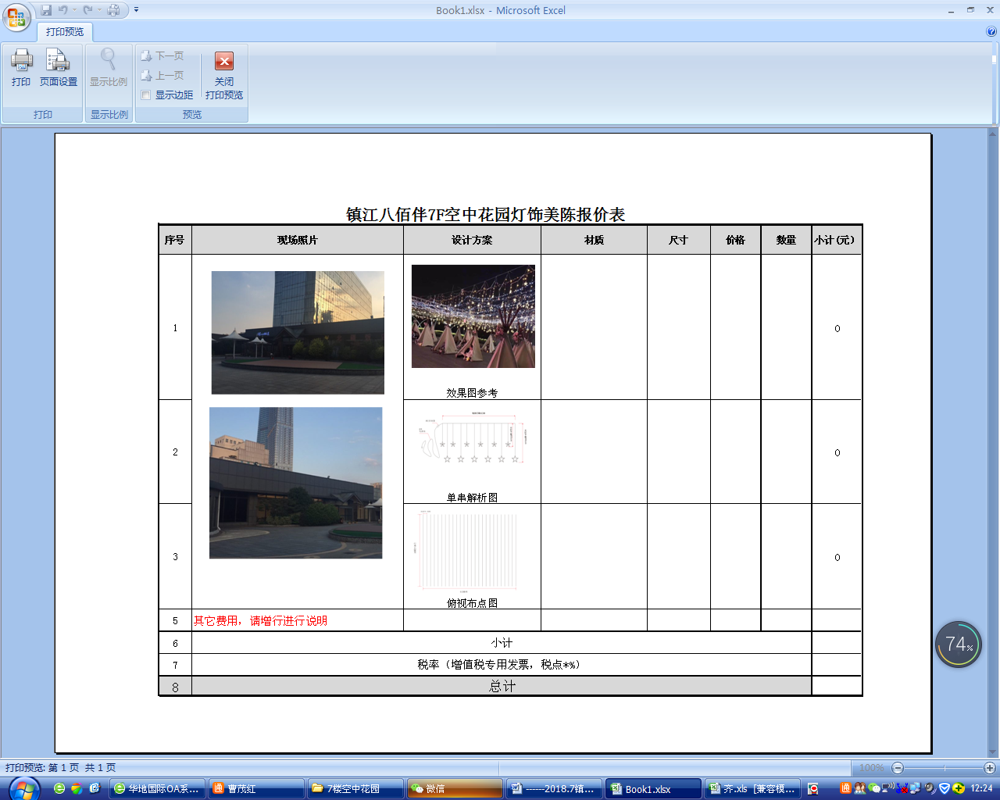 Book1.xlsx - Microsoft Excel
打印预览
打印
页面设置
显示比例
下一页
上一页
显示边距
关闭
打印预览
打印
显示比例
预览
镇江八佰伴7F空中花园灯饰美陈报价表
序号 现场照片 设计方案 材质 尺寸 价格 数量 小计(元)
1 效果图参考 0
2 单串解析图 0
3 俯视布点图 0
5 其它费用，请增行进行说明
6 小计
7 税率（增值税专用发票，税点*%）
8 总计
74%
打印预览: 第 1 页 共 1 页
100%
华地国际OA系...
曹茂红
7楼空中花园
微信
------2018.7镇...
Book1.xlsx
齐.xls [兼容模...
12:24